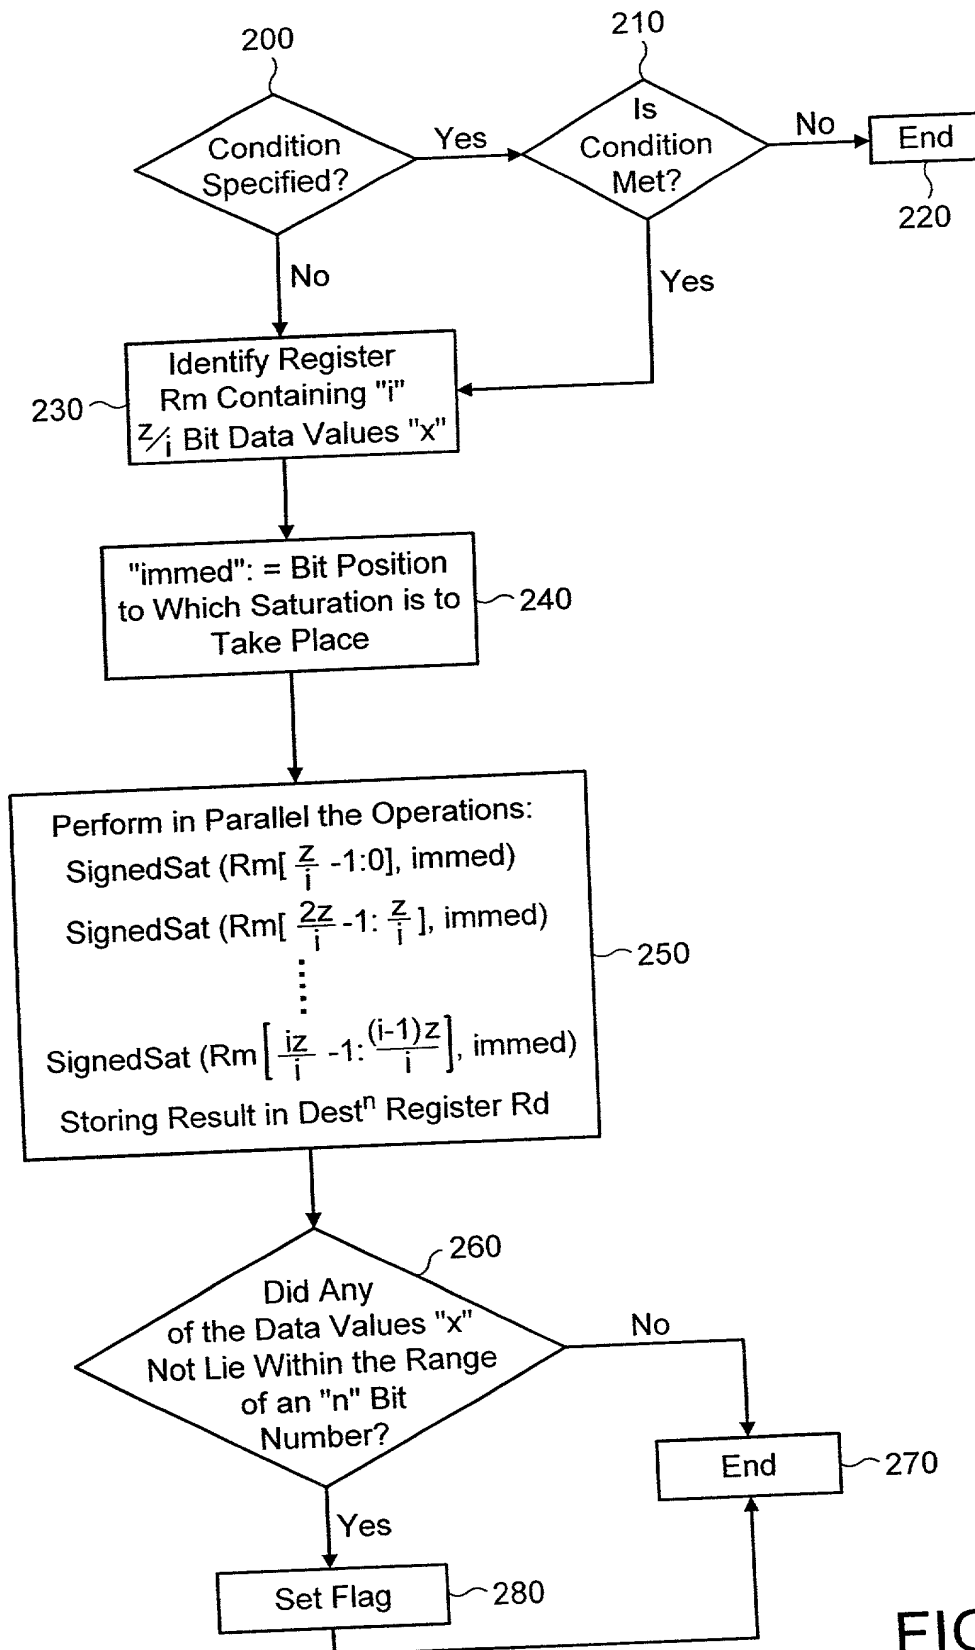 200
210
Condition
Specified?
Yes
Is
Condition
Met?
No
End
220
No
Yes
230
Identify Register
Rm Containing "i"
z/i Bit Data Values "x"
"immed": = Bit Position
to Which Saturation is to
Take Place
240
Perform in Parallel the Operations:
SignedSat (Rm[ z/i -1:0], immed)
SignedSat (Rm[ 2z/i -1: z/i ], immed)
SignedSat (Rm [ iz/i -1: (i-1)z/i ], immed)
Storing Result in Destⁿ Register Rd
250
260
Did Any
of the Data Values "x"
Not Lie Within the Range
of an "n" Bit
Number?
No
End
270
Yes
Set Flag
280
FIG